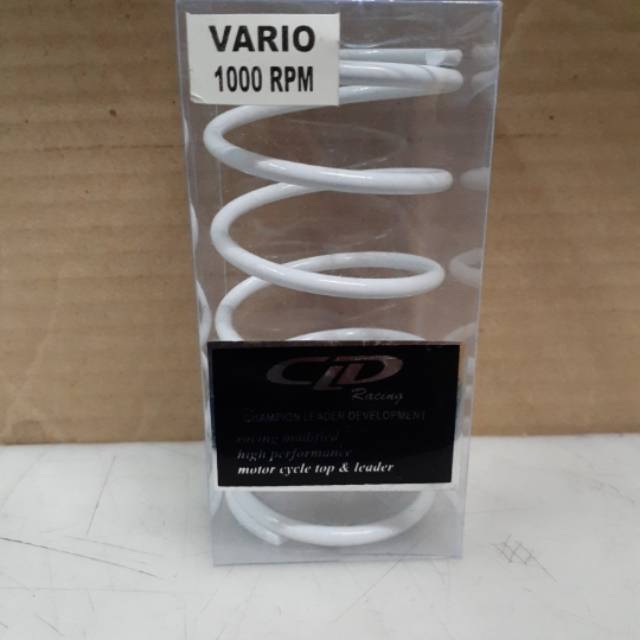 VARIO
1000 RPM
CLD
Racing
CHAMPION LEADER DEVELOPMENT
racing modified
high performance
motor cycle top & leader